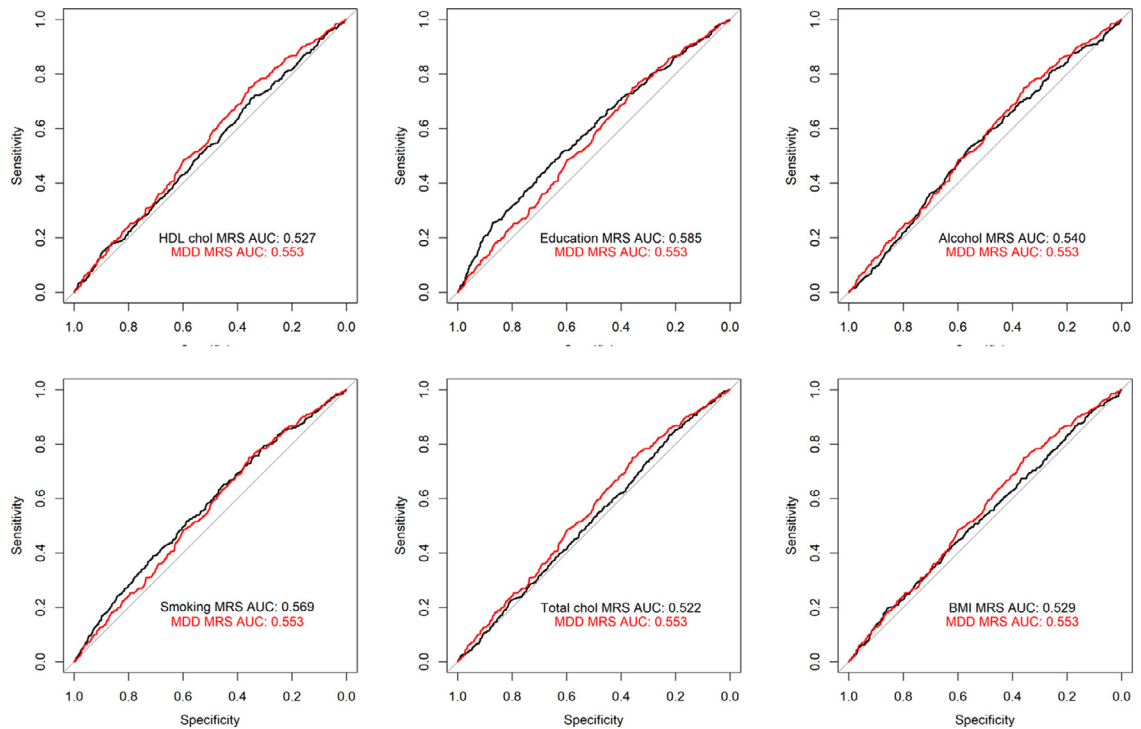 Sensitivity
1.0
0.8
0.6
0.4
0.2
0.0
HDL chol MRS AUC: 0.527
MDD MRS AUC: 0.553
1.0 0.8 0.6 0.4 0.2 0.0
Sensitivity
1.0
0.8
0.6
0.4
0.2
0.0
Education MRS AUC: 0.585
MDD MRS AUC: 0.553
1.0 0.8 0.6 0.4 0.2 0.0
Sensitivity
1.0
0.8
0.6
0.4
0.2
0.0
Alcohol MRS AUC: 0.540
MDD MRS AUC: 0.553
1.0 0.8 0.6 0.4 0.2 0.0
Sensitivity
1.0
0.8
0.6
0.4
0.2
0.0
Smoking MRS AUC: 0.569
MDD MRS AUC: 0.553
1.0 0.8 0.6 0.4 0.2 0.0
Specificity
Sensitivity
1.0
0.8
0.6
0.4
0.2
0.0
Total chol MRS AUC: 0.522
MDD MRS AUC: 0.553
1.0 0.8 0.6 0.4 0.2 0.0
Specificity
Sensitivity
1.0
0.8
0.6
0.4
0.2
0.0
BMI MRS AUC: 0.529
MDD MRS AUC: 0.553
1.0 0.8 0.6 0.4 0.2 0.0
Specificity